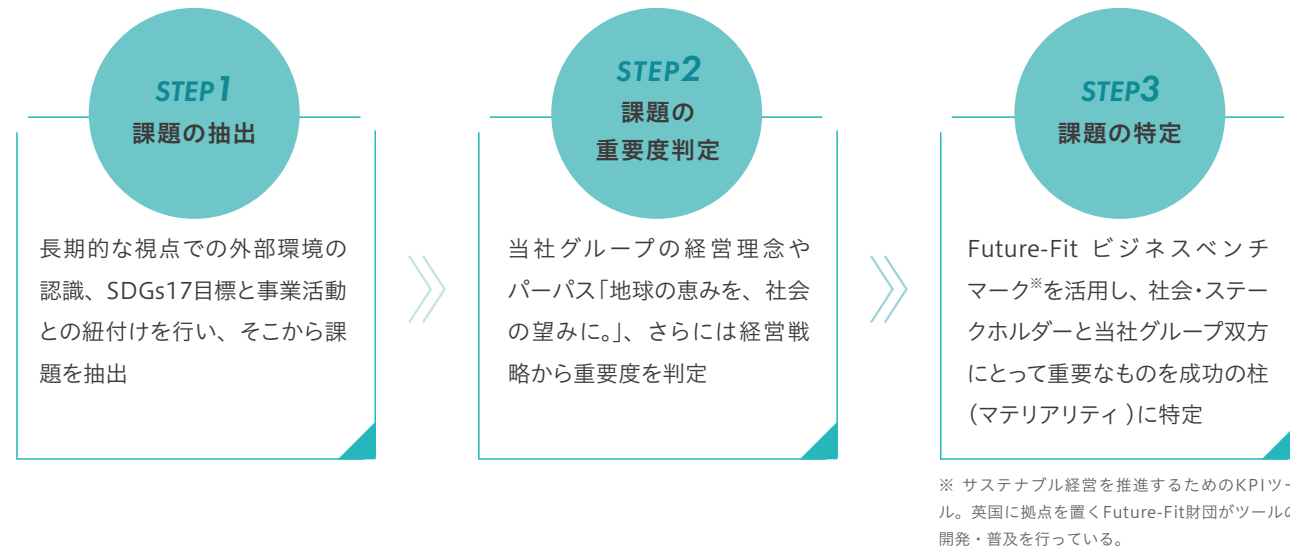 STEP1
課題の抽出
長期的な視点での外部環境の
認識、SDGs17目標と事業活動
との紐付けを行い、そこから課
題を抽出
STEP2
課題の
重要度判定
当社グループの経営理念や
パーパス「地球の恵みを、社会
の望みに。」、さらには経営戦
略から重要度を判定
STEP3
課題の特定
Future-Fit ビジネスベンチ
マーク※を活用し、社会・ステー
クホルダーと当社グループ双方
にとって重要なものを成功の柱
（マテリアリティ）に特定
※ サステナブル経営を推進するためのKPIツー
ル。英国に拠点を置くFuture-Fit財団がツールの
開発・普及を行っている。